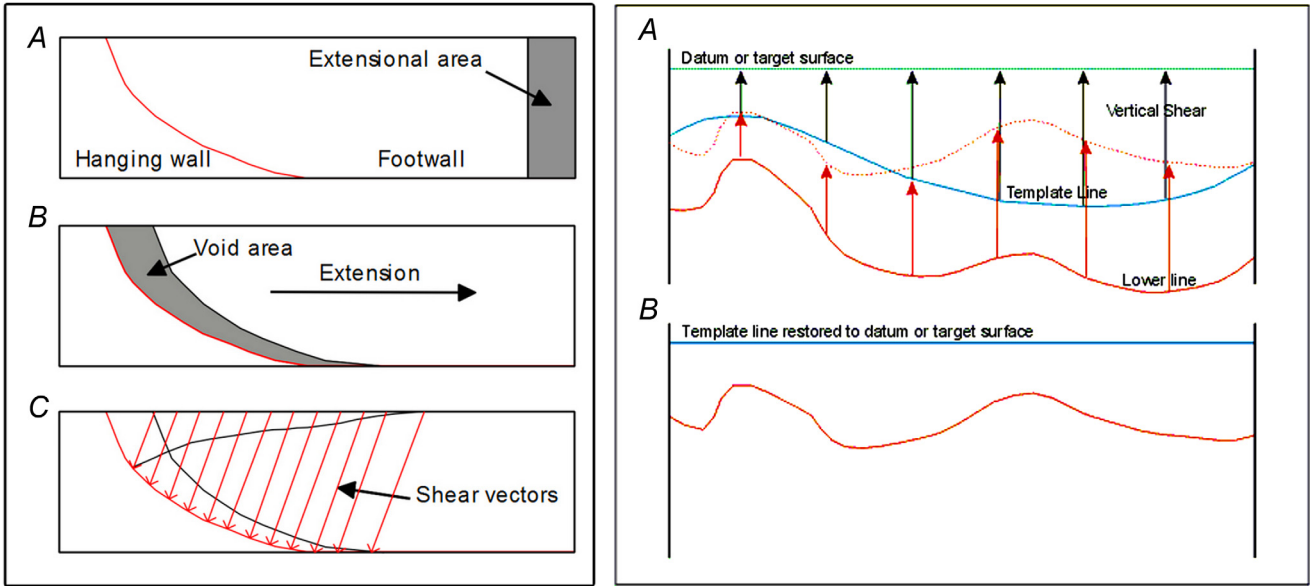 A
Extensional area
Hanging wall
Footwall
B
Void area
Extension
C
Shear vectors
A
Datum or target surface
Vertical Shear
Template Line
Lower line
B
Template line restored to datum or target surface